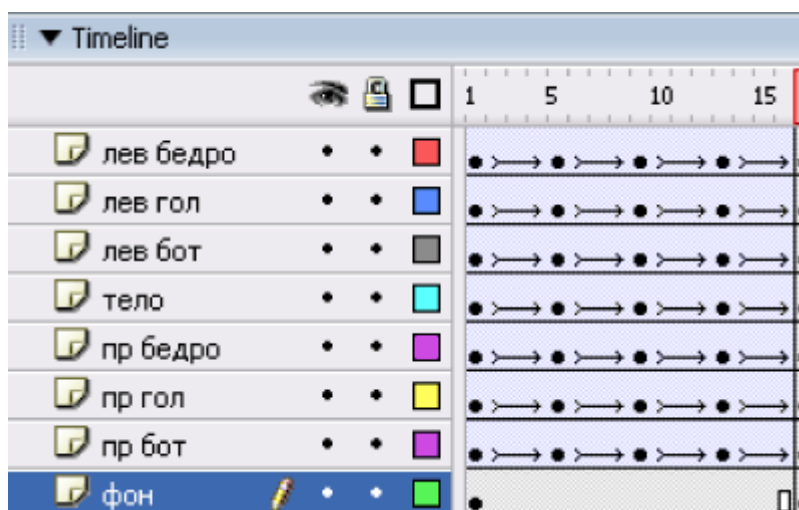 Timeline
1 5 10 15
лев бедро
лев гол
лев бот
тело
пр бедро
пр гол
пр бот
фон